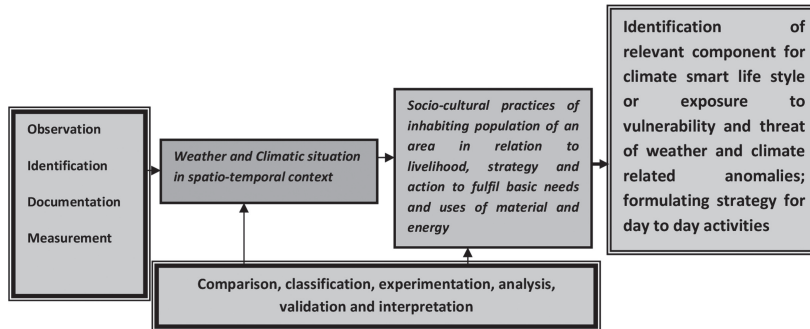 Observation
Identification
Documentation
Measurement
Weather and Climatic situation
in spatio-temporal context
Socio-cultural practices of
inhabiting population of an
area in relation to
livelihood, strategy and
action to fulfil basic needs
and uses of material and
energy
Identification of
relevant component for
climate smart life style
or exposure to
vulnerability and threat
of weather and climate
related anomalies;
formulating strategy for
day to day activities
Comparison, classification, experimentation, analysis,
validation and interpretation